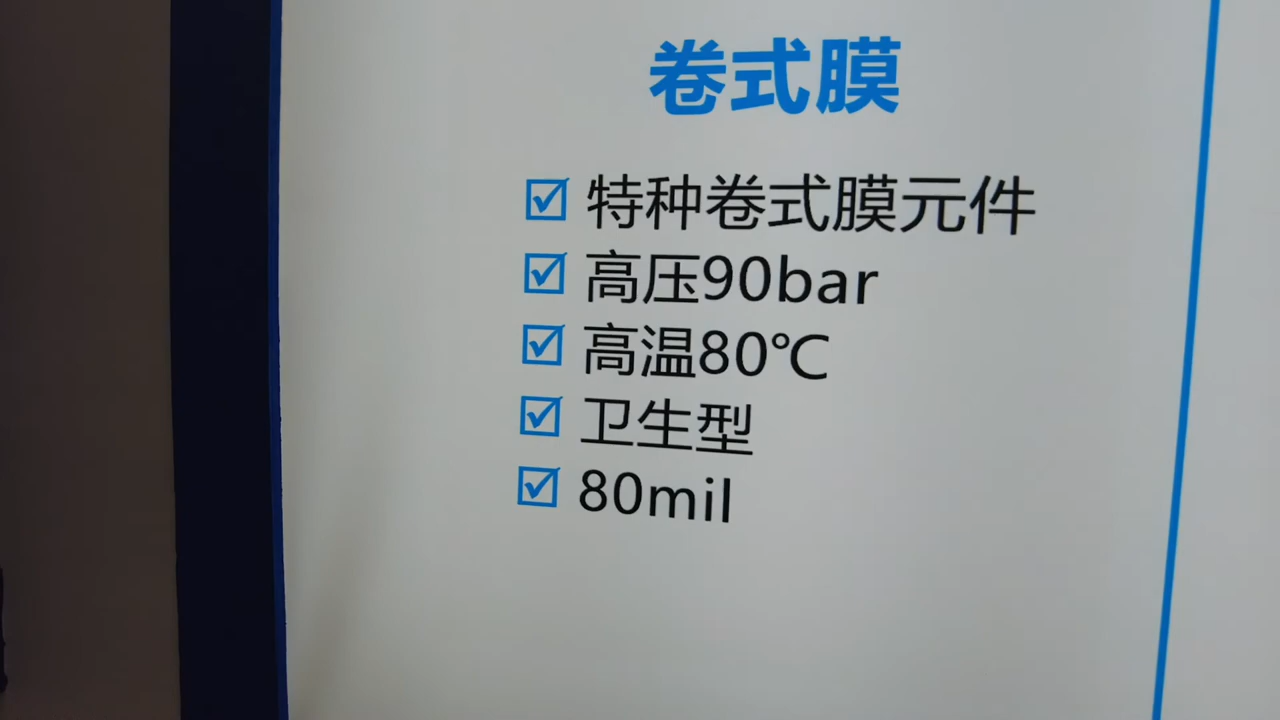 卷式膜
☑ 特种卷式膜元件
☑ 高压90bar
☑ 高温80℃
☑ 卫生型
☑ 80mil